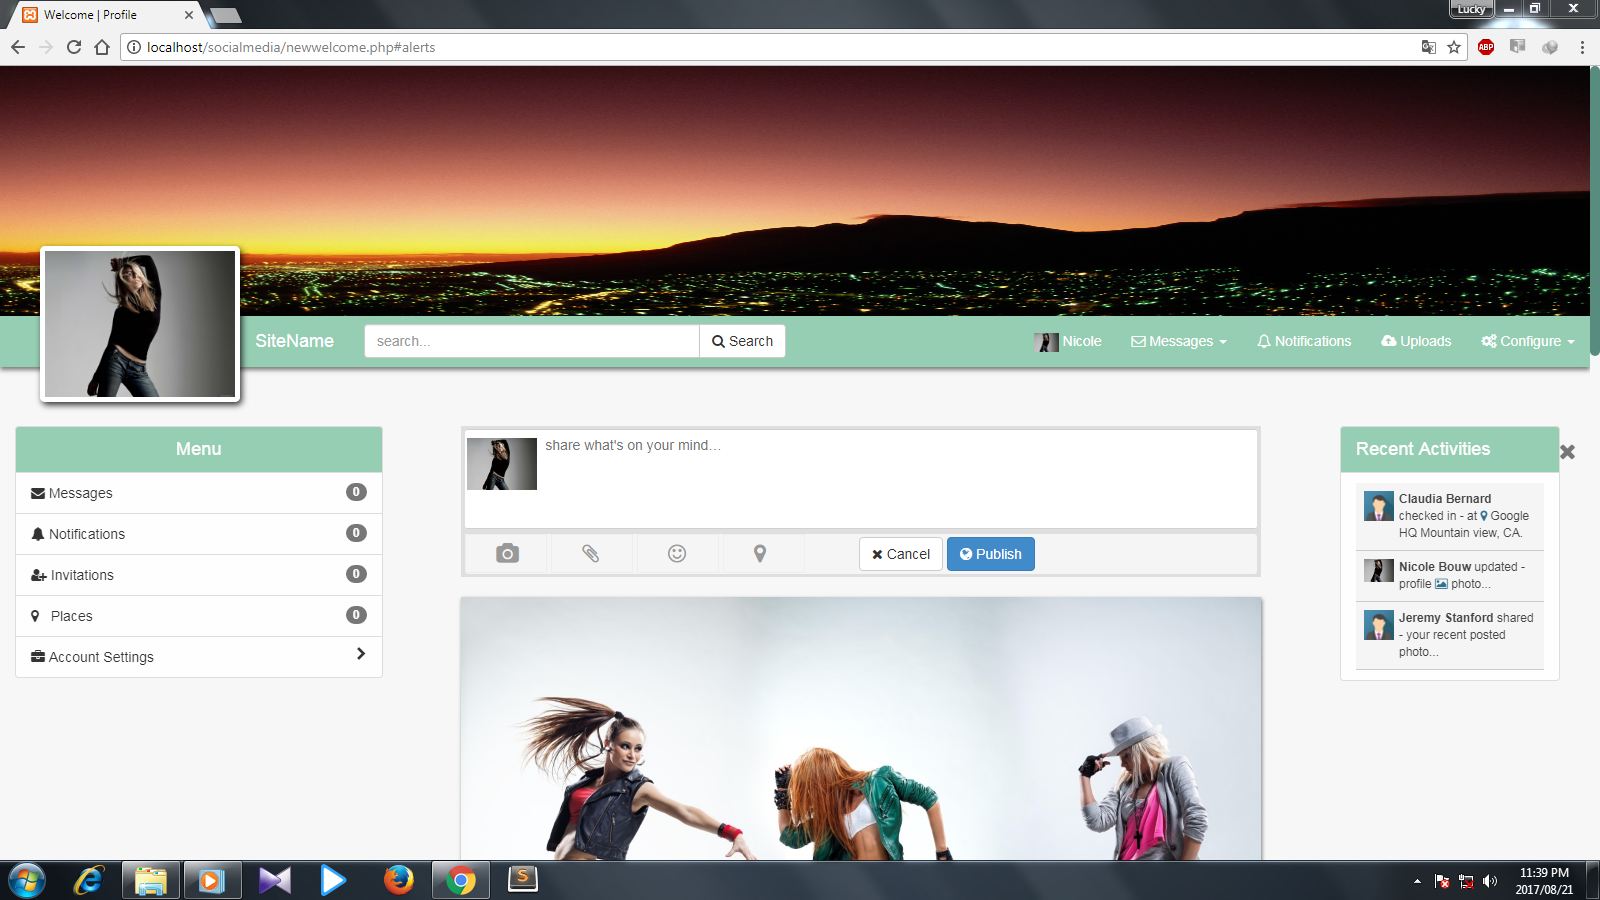 Welcome | Profile
Lucky
localhost/socialmedia/newwelcome.php#alerts
ABP
SiteName
search...
Search
Nicole
Messages
Notifications
Uploads
Configure
Menu
Messages 0
Notifications 0
Invitations 0
Places 0
Account Settings
share what's on your mind...
Cancel
Publish
Recent Activities
Claudia Bernard
checked in - at Google
HQ Mountain view, CA.
Nicole Bouw updated -
profile photo...
Jeremy Stanford shared
- your recent posted
photo...
11:39 PM
2017/08/21